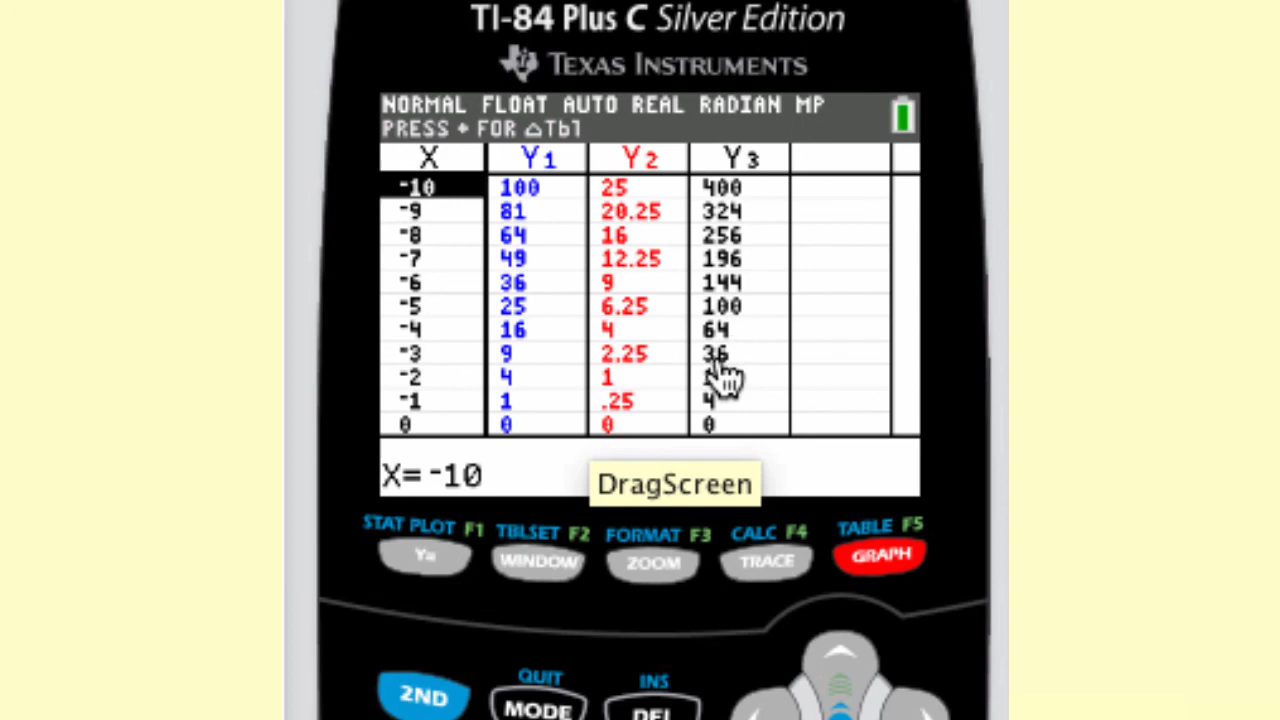 TI-84 Plus C Silver Edition
TEXAS INSTRUMENTS
NORMAL FLOAT AUTO REAL RADIAN MP
PRESS + FOR △Tbl
X Y1 Y2 Y3
-10 100 25 400
-9 81 20.25 324
-8 64 16 256
-7 49 12.25 196
-6 36 9 144
-5 25 6.25 100
-4 16 4 64
-3 9 2.25 36
-2 4 1
-1 1 .25 4
0 0 0 0
X=-10
DragScreen
STAT PLOT F1 TBLSET F2 FORMAT F3 CALC F4 TABLE F5
Y= WINDOW ZOOM TRACE GRAPH
QUIT INS
2ND MODE DEL